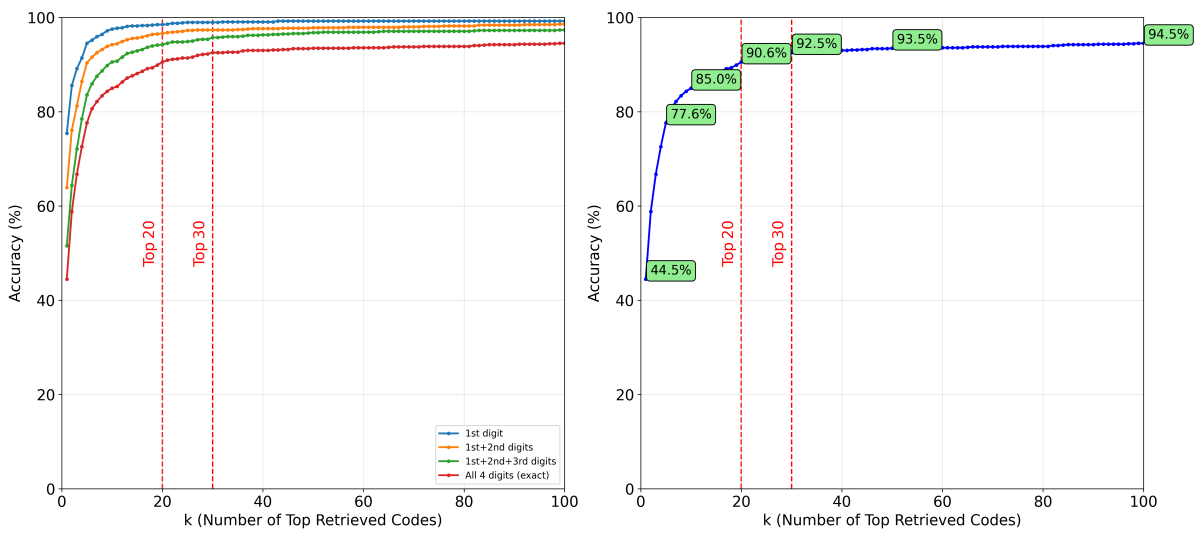 100
80
60
40
20
0
Accuracy (%)
Top 20
Top 30
1st digit
1st+2nd digits
1st+2nd+3rd digits
All 4 digits (exact)
0 20 40 60 80 100
k (Number of Top Retrieved Codes)
100
80
60
40
20
0
Accuracy (%)
44.5%
77.6%
85.0%
90.6%
92.5%
93.5%
94.5%
Top 20
Top 30
0 20 40 60 80 100
k (Number of Top Retrieved Codes)